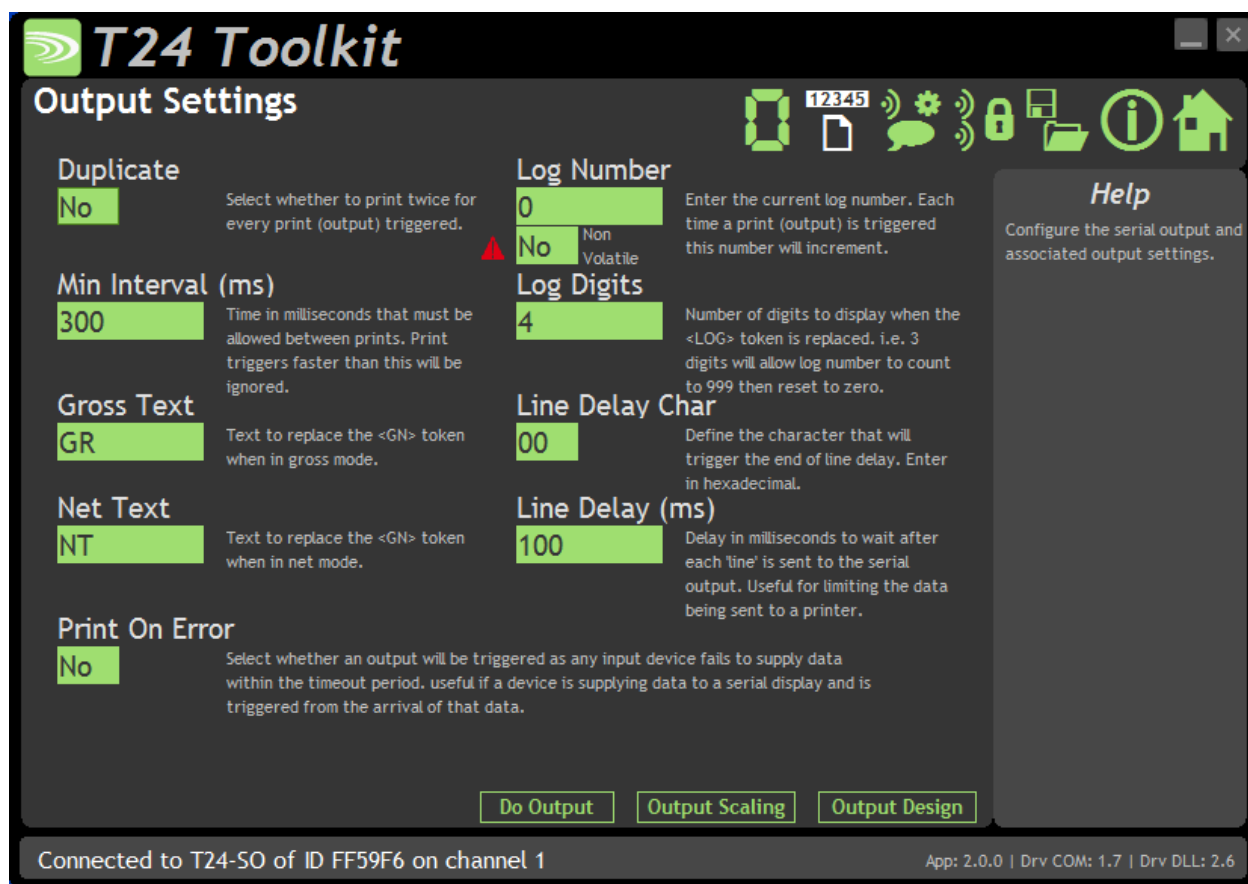 T24 Toolkit
Output Settings
12345
Duplicate
No
Select whether to print twice for
every print (output) triggered.
Log Number
0
No
Non
Volatile
Enter the current log number. Each
time a print (output) is triggered
this number will increment.
Min Interval (ms)
300
Time in milliseconds that must be
allowed between prints. Print
triggers faster than this will be
ignored.
Log Digits
4
Number of digits to display when the
<LOG> token is replaced. i.e. 3
digits will allow log number to count
to 999 then reset to zero.
Gross Text
GR
Text to replace the <GN> token
when in gross mode.
Line Delay Char
00
Define the character that will
trigger the end of line delay. Enter
in hexadecimal.
Net Text
NT
Text to replace the <GN> token
when in net mode.
Line Delay (ms)
100
Delay in milliseconds to wait after
each 'line' is sent to the serial
output. Useful for limiting the data
being sent to a printer.
Print On Error
No
Select whether an output will be triggered as any input device fails to supply data
within the timeout period. useful if a device is supplying data to a serial display and is
triggered from the arrival of that data.
Do Output
Output Scaling
Output Design
Help
Configure the serial output and
associated output settings.
Connected to T24-SO of ID FF59F6 on channel 1
App: 2.0.0 | Drv COM: 1.7 | Drv DLL: 2.6